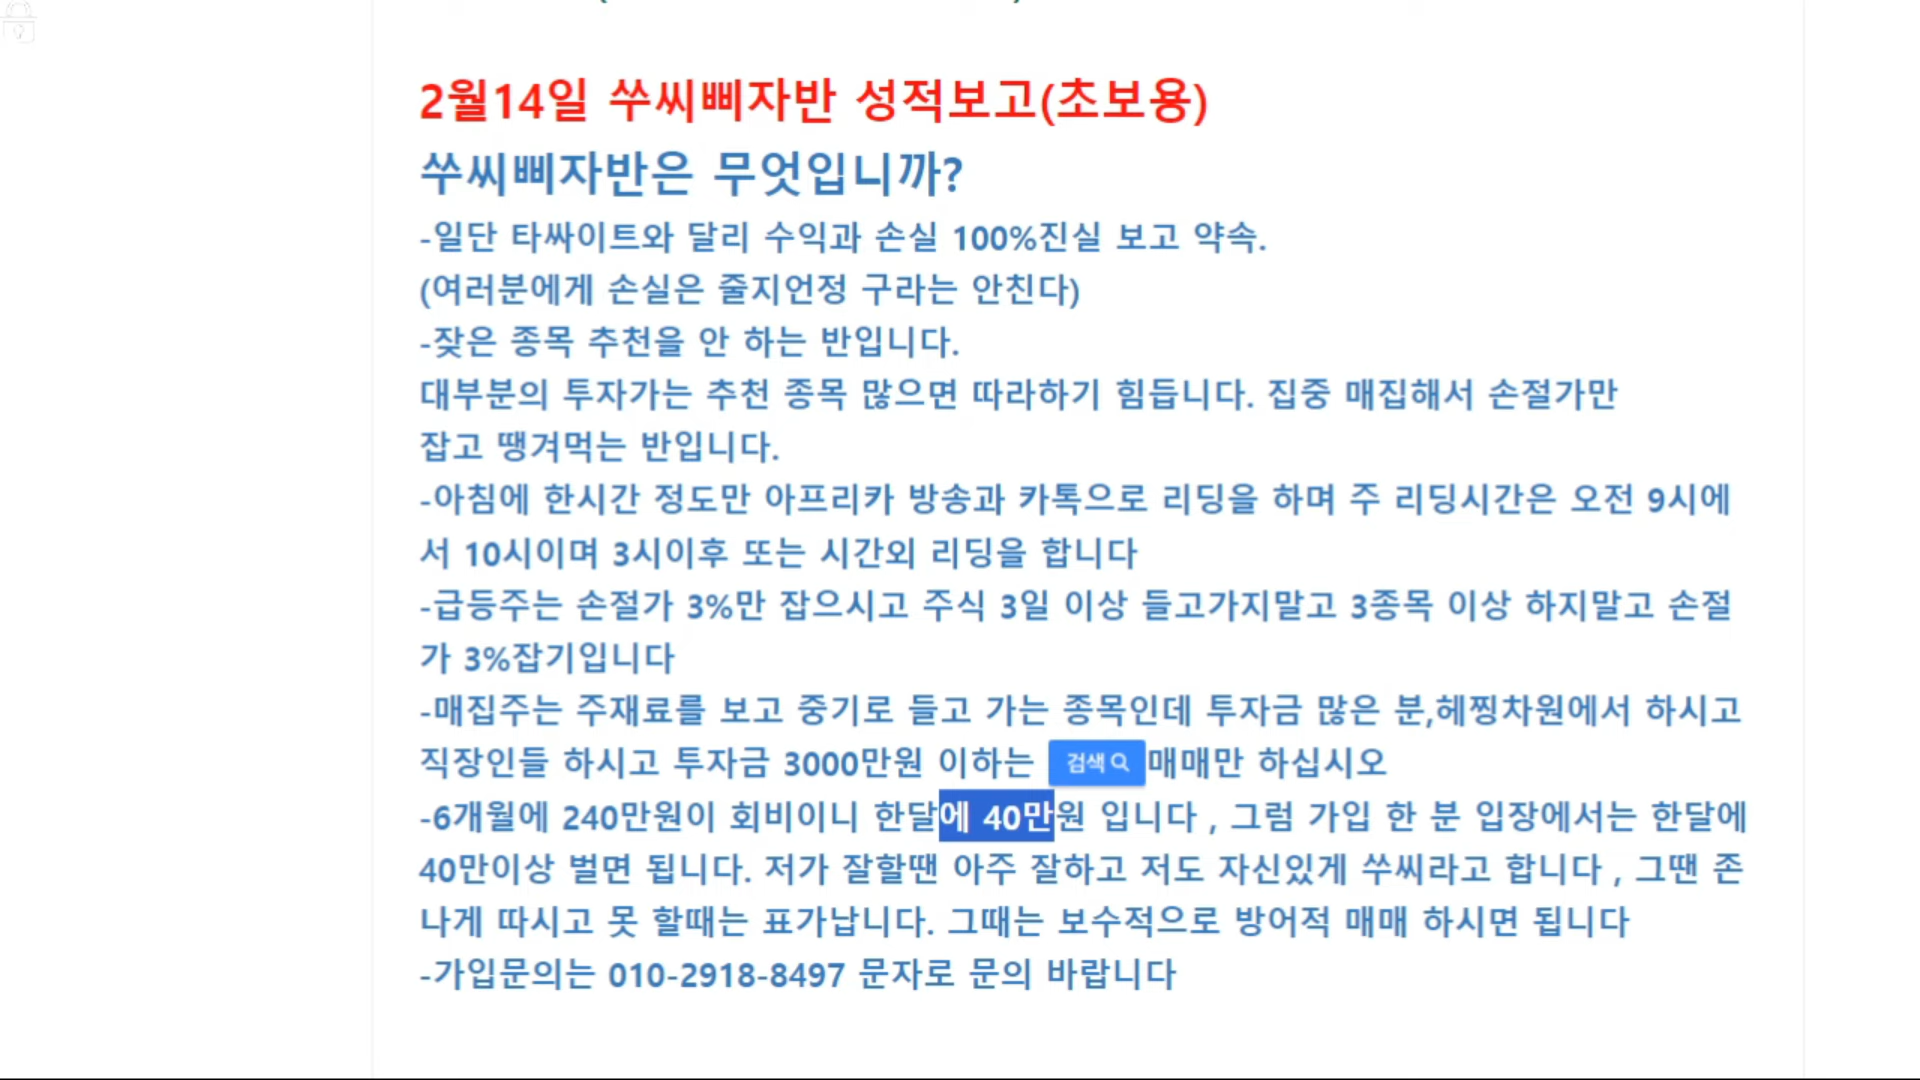 2월14일 쑤씨삐자반 성적보고(초보용)
쑤씨삐자반은 무엇입니까?
-일단 타싸이트와 달리 수익과 손실 100%진실 보고 약속.
(여러분에게 손실은 줄지언정 구라는 안친다)
-잦은 종목 추천을 안 하는 반입니다.
대부분의 투자가는 추천 종목 많으면 따라하기 힘듭니다. 집중 매집해서 손절가만
잡고 땡겨먹는 반입니다.
-아침에 한시간 정도만 아프리카 방송과 카톡으로 리딩을 하며 주 리딩시간은 오전 9시에
서 10시이며 3시이후 또는 시간외 리딩을 합니다
-급등주는 손절가 3%만 잡으시고 주식 3일 이상 들고가지말고 3종목 이상 하지말고 손절
가 3%잡기입니다
-매집주는 주재료를 보고 중기로 들고 가는 종목인데 투자금 많은 분,헤찡차원에서 하시고
직장인들 하시고 투자금 3000만원 이하는 검색 매매만 하십시오
-6개월에 240만원이 회비이니 한달에 40만원 입니다 , 그럼 가입 한 분 입장에서는 한달에
40만이상 벌면 됩니다. 저가 잘할땐 아주 잘하고 저도 자신있게 쑤씨라고 합니다 , 그땐 존
나게 따시고 못 할때는 표가납니다. 그때는 보수적으로 방어적 매매 하시면 됩니다
-가입문의는 010-2918-8497 문자로 문의 바랍니다